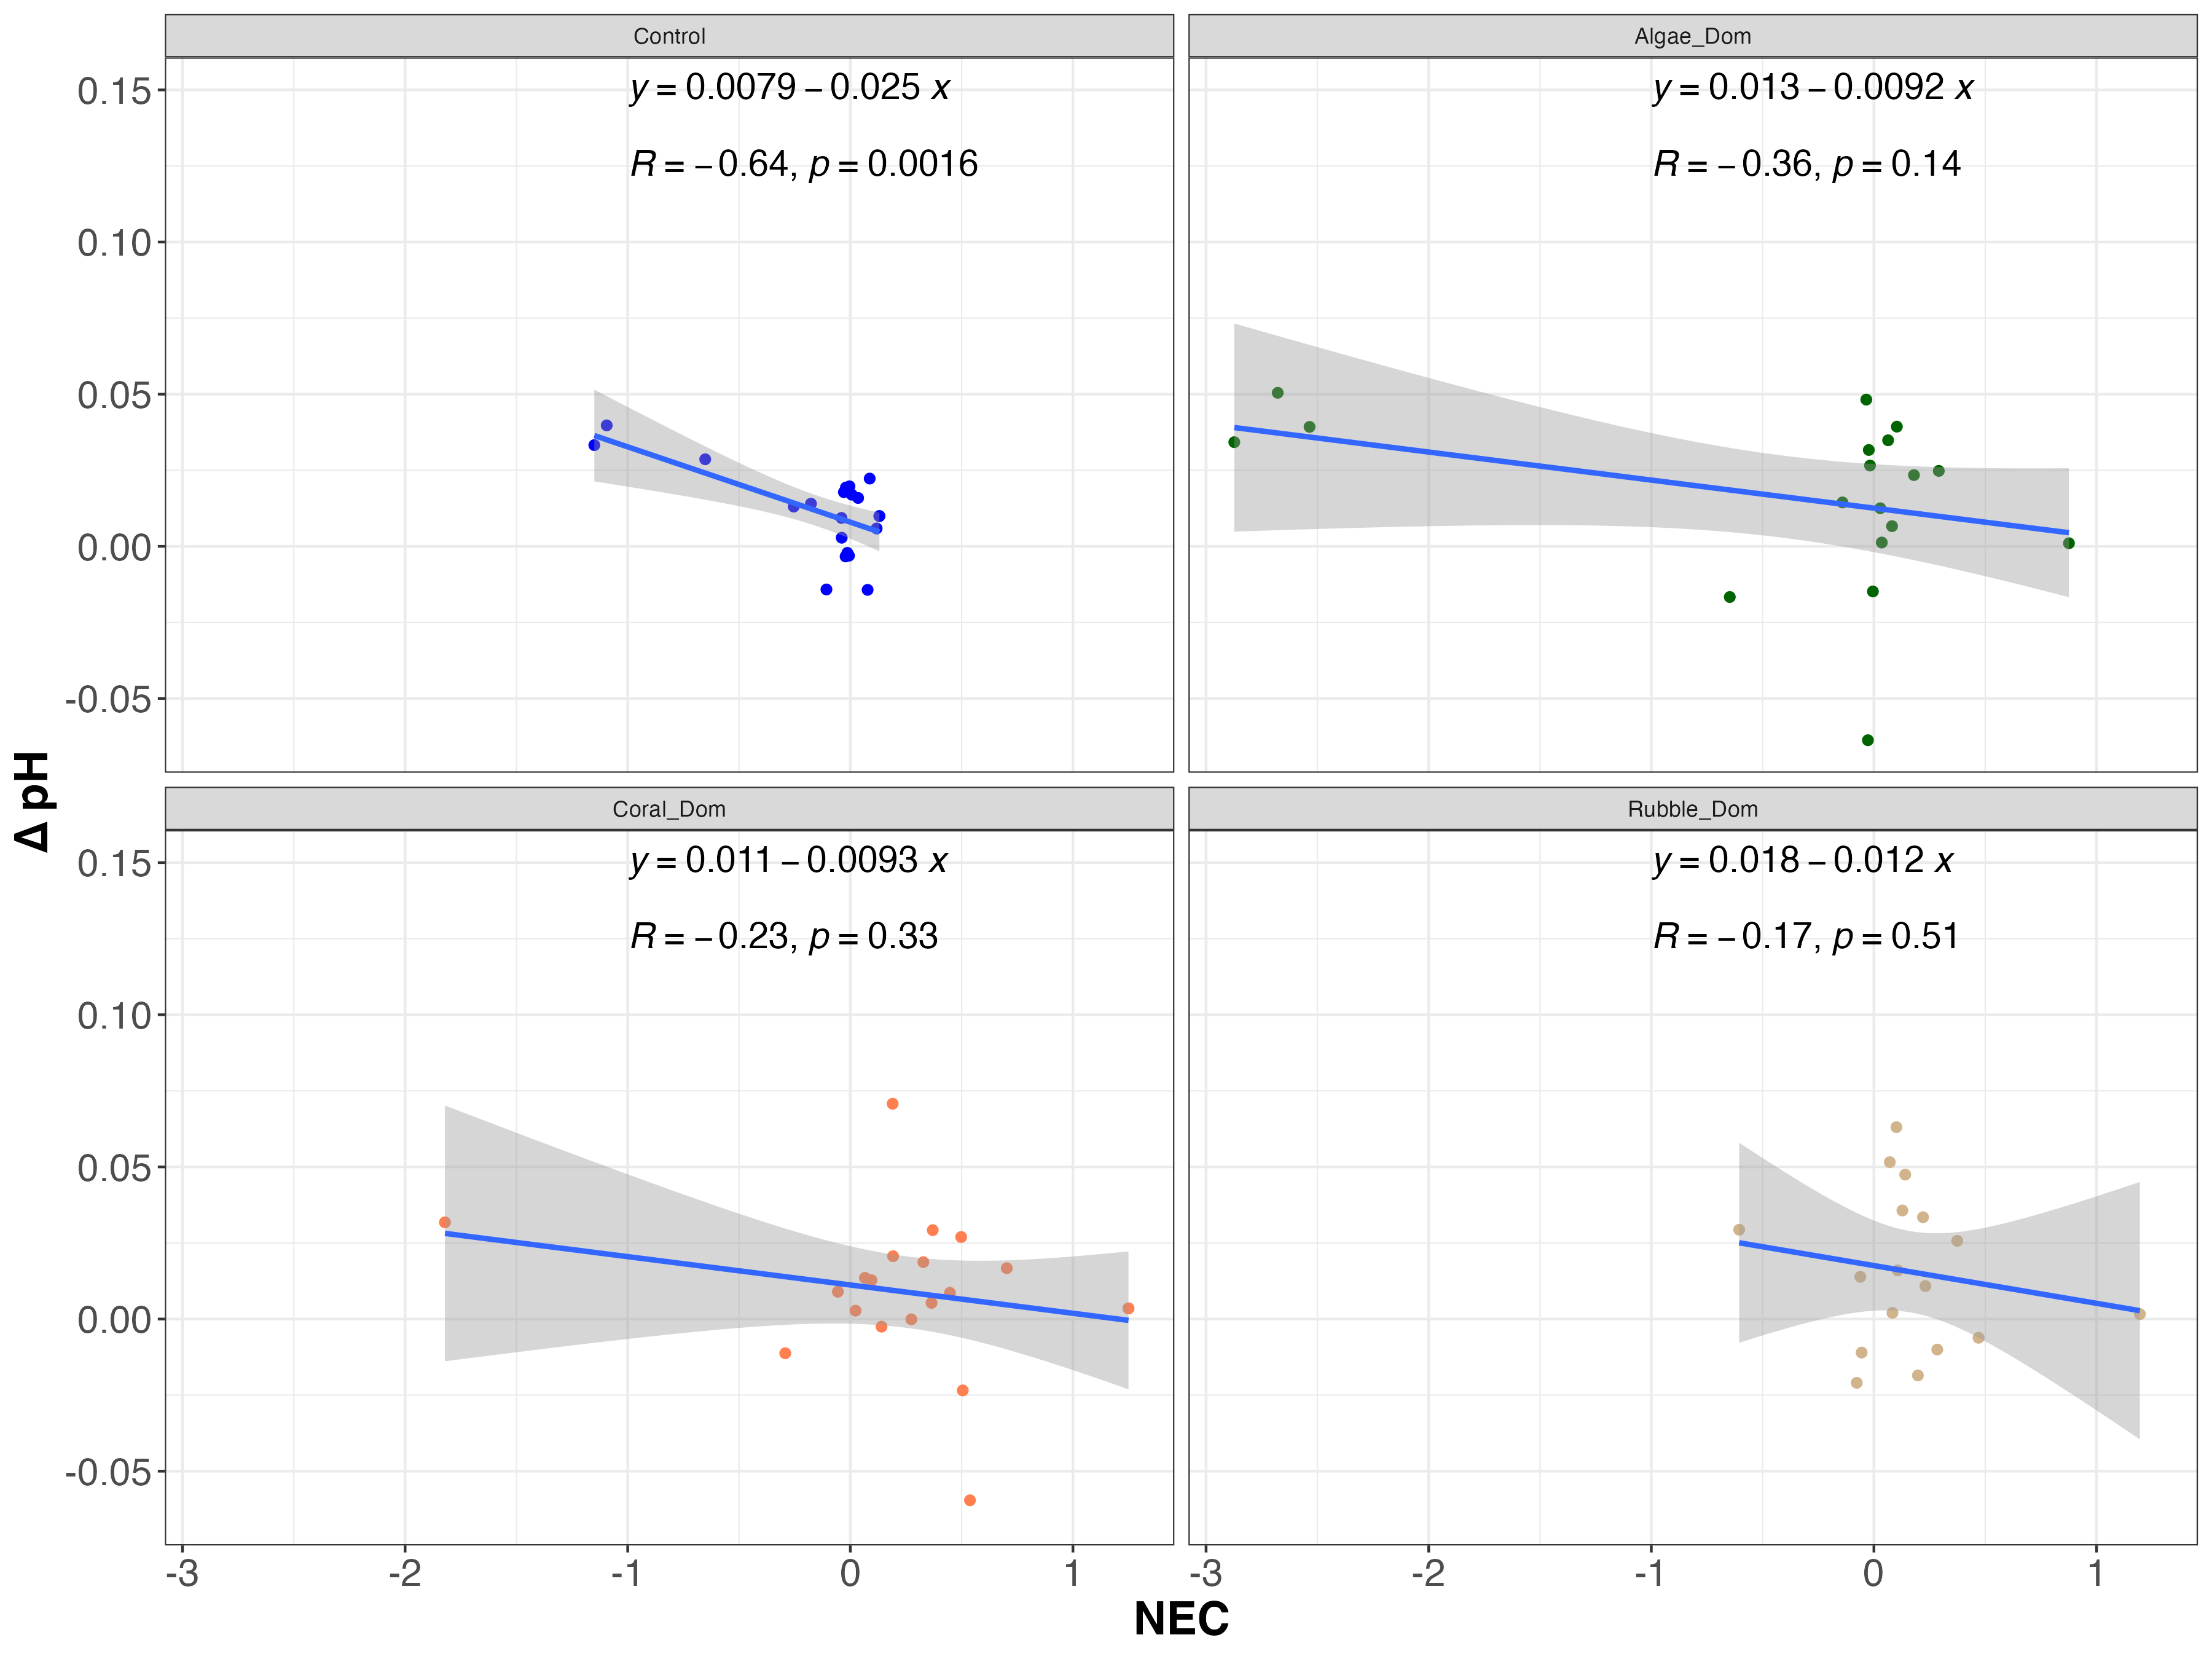 Control
y = 0.0079 – 0.025 x
R = −0.64, p = 0.0016
Algae_Dom
y = 0.013 – 0.0092 x
R = −0.36, p = 0.14
0.15
0.10
0.05
0.00
-0.05
Δ pH
Coral_Dom
y = 0.011 – 0.0093 x
R = −0.23, p = 0.33
Rubble_Dom
y = 0.018 – 0.012 x
R = −0.17, p = 0.51
0.15
0.10
0.05
0.00
-0.05
-3 -2 -1 0 1
-3 -2 -1 0 1
NEC